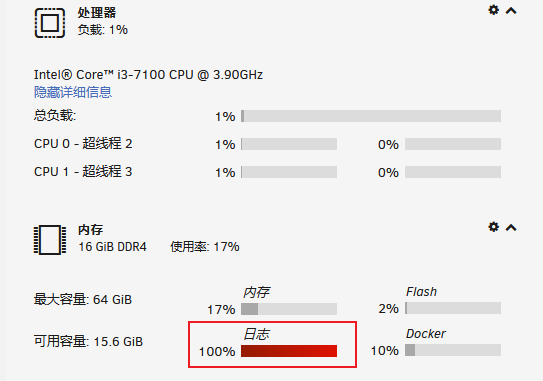 处理器
负载: 1%
Intel® Core™ i3-7100 CPU @ 3.90GHz
隐藏详细信息
总负载: 1%
CPU 0 - 超线程 2 1% 0%
CPU 1 - 超线程 3 1% 0%
内存
16 GiB DDR4 使用率: 17%
最大容量: 64 GiB 内存 17% Flash 2%
可用容量: 15.6 GiB 日志 100% Docker 10%